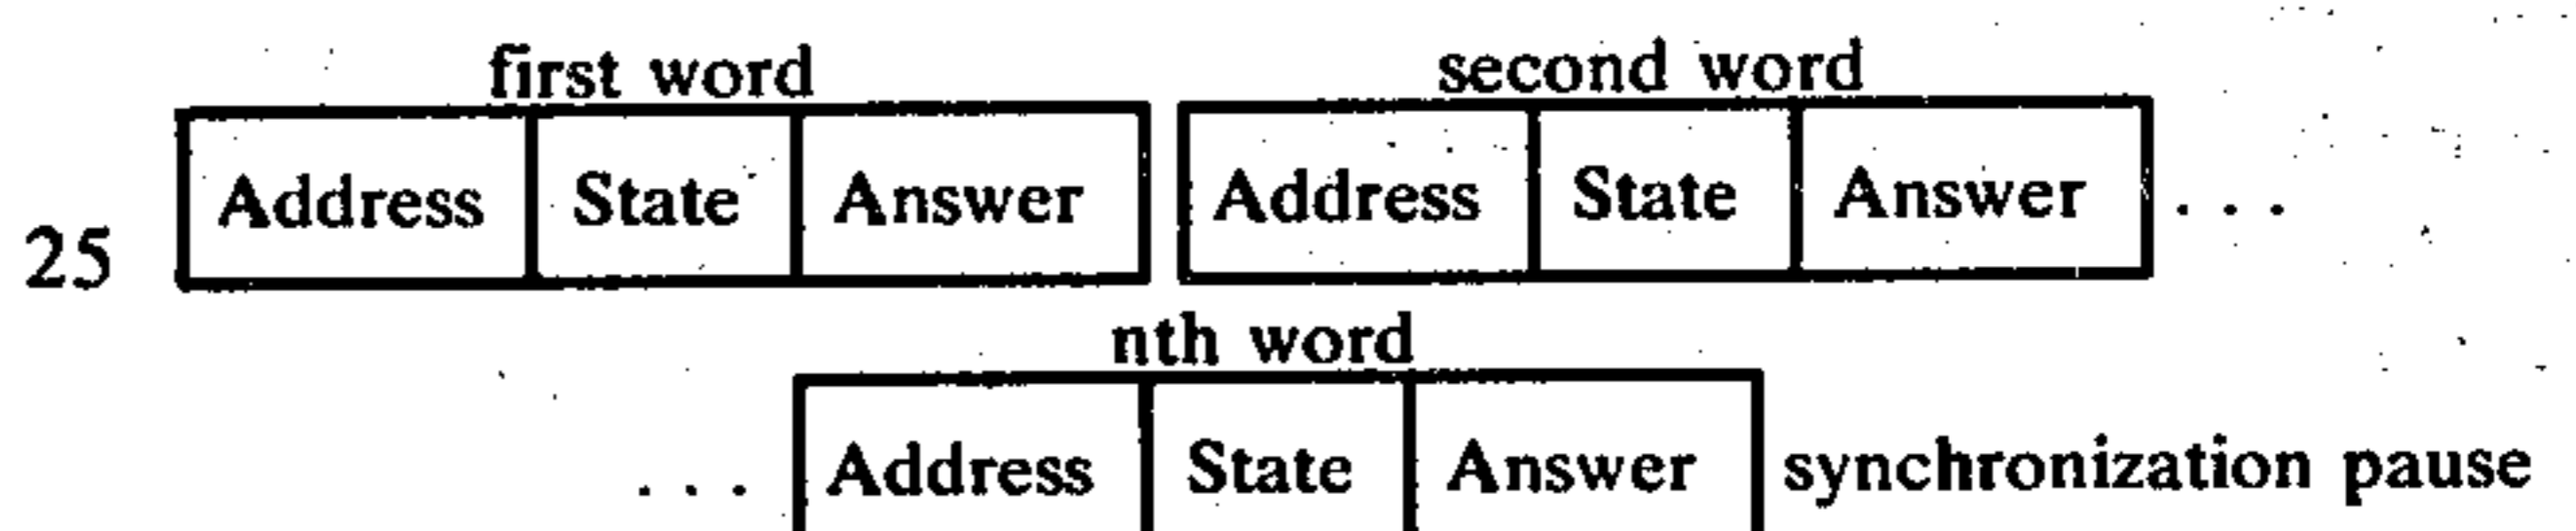 first word second word
Address State Answer Address State Answer . . .
25
nth word
. . . Address State Answer synchronization pause